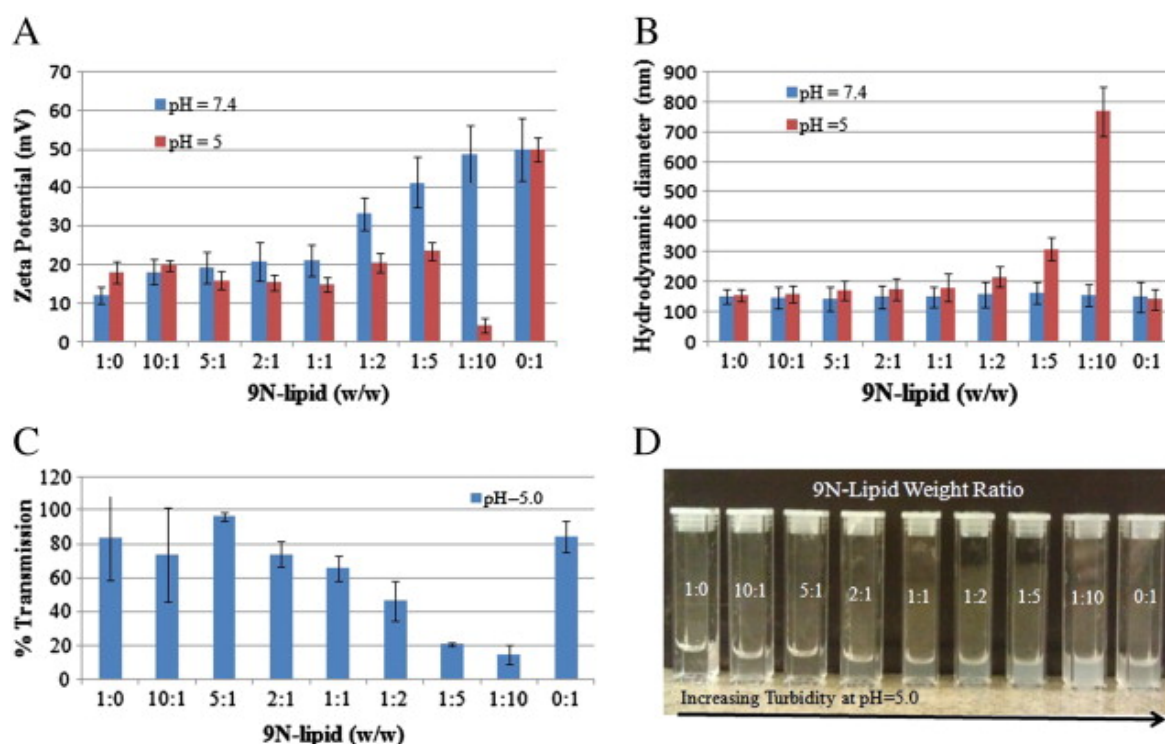 A
Zeta Potential (mV)
70
60
50
40
30
20
10
0
pH = 7.4
pH = 5
1:0 10:1 5:1 2:1 1:1 1:2 1:5 1:10 0:1
9N-lipid (w/w)
B
Hydrodynamic diameter (nm)
900
800
700
600
500
400
300
200
100
0
pH = 7.4
pH =5
1:0 10:1 5:1 2:1 1:1 1:2 1:5 1:10 0:1
9N-lipid (w/w)
C
% Transmission
120
100
80
60
40
20
0
pH–5.0
1:0 10:1 5:1 2:1 1:1 1:2 1:5 1:10 0:1
9N-lipid (w/w)
D
9N-Lipid Weight Ratio
1:0 10:1 5:1 2:1 1:1 1:2 1:5 1:10 0:1
Increasing Turbidity at pH=5.0